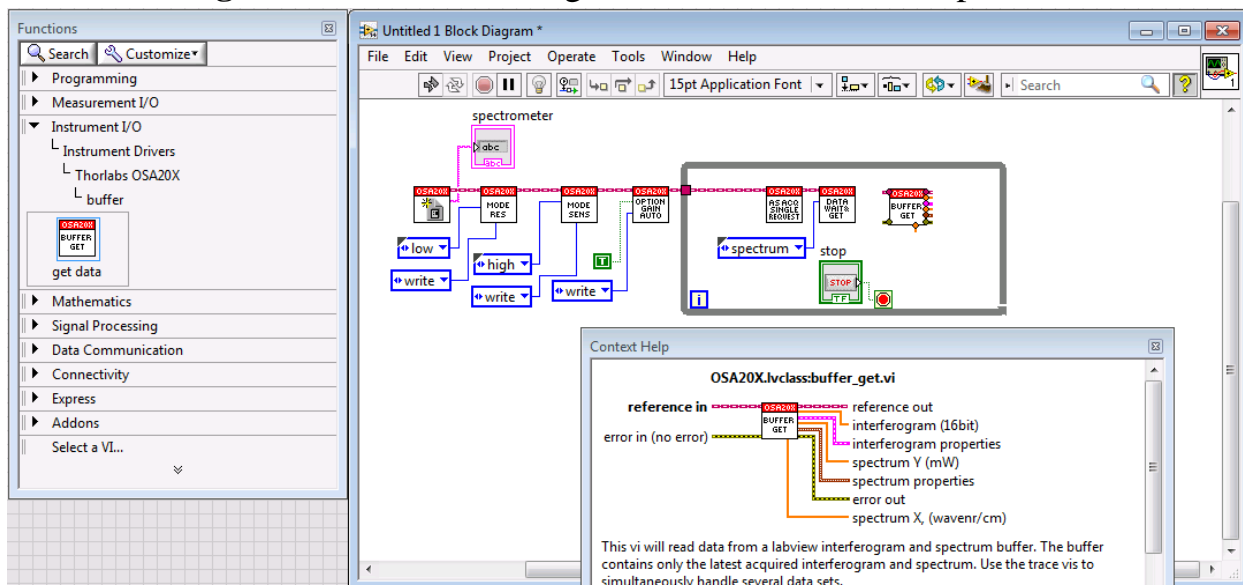 Functions
Search Customize
Programming
Measurement I/O
Instrument I/O
Instrument Drivers
Thorlabs OSA20X
buffer
OSA20X
BUFFER
GET
get data
Mathematics
Signal Processing
Data Communication
Connectivity
Express
Addons
Select a VI...
Untitled 1 Block Diagram *
File Edit View Project Operate Tools Window Help
15pt Application Font
Search
1
spectrometer
abc
abc
OSA20X
OSA20X
MODE
RES
OSA20X
MODE
SENS
OSA20X
OPTION
GAIN
AUTO
OSA20X
AS ACQ
SINGLE
REQUEST
OSA20X
DATA
WAIT&
GET
OSA20X
BUFFER
GET
low
write
high
write
T
write
spectrum
stop
STOP
TF
i
Context Help
OSA20X.lvclass:buffer_get.vi
reference in
error in (no error)
OSA20X
BUFFER
GET
reference out
interferogram (16bit)
interferogram properties
spectrum Y (mW)
spectrum properties
error out
spectrum X, (wavenr/cm)
This vi will read data from a labview interferogram and spectrum buffer. The buffer
contains only the latest acquired interferogram and spectrum. Use the trace vis to
simultaneously handle several data sets.